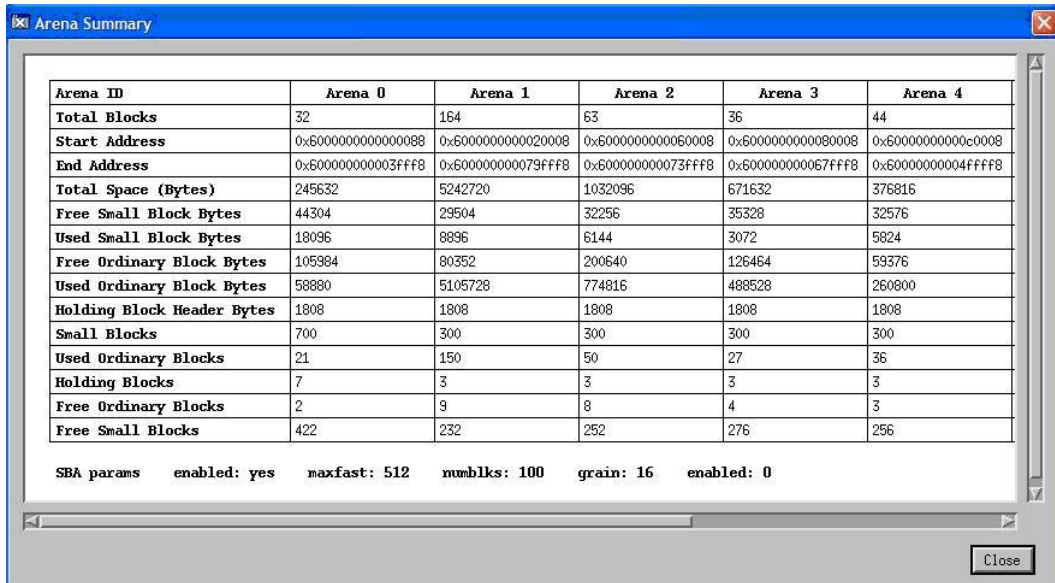 Arena Summary
Arena ID Arena 0 Arena 1 Arena 2 Arena 3 Arena 4
Total Blocks 32 164 63 36 44
Start Address 0x6000000000000088 0x6000000000020008 0x6000000000060008 0x6000000000080008 0x60000000000c0008
End Address 0x600000000003fff8 0x600000000079fff8 0x600000000073fff8 0x600000000067fff8 0x60000000004ffff8
Total Space (Bytes) 245632 5242720 1032096 671632 376816
Free Small Block Bytes 44304 29504 32256 35328 32576
Used Small Block Bytes 18096 8896 6144 3072 5824
Free Ordinary Block Bytes 105984 80352 200640 126464 59376
Used Ordinary Block Bytes 58880 5105728 774816 488528 260800
Holding Block Header Bytes 1808 1808 1808 1808 1808
Small Blocks 700 300 300 300 300
Used Ordinary Blocks 21 150 50 27 36
Holding Blocks 7 3 3 3 3
Free Ordinary Blocks 2 9 8 4 3
Free Small Blocks 422 232 252 276 256
SBA params enabled: yes maxfast: 512 numblks: 100 grain: 16 enabled: 0
Close